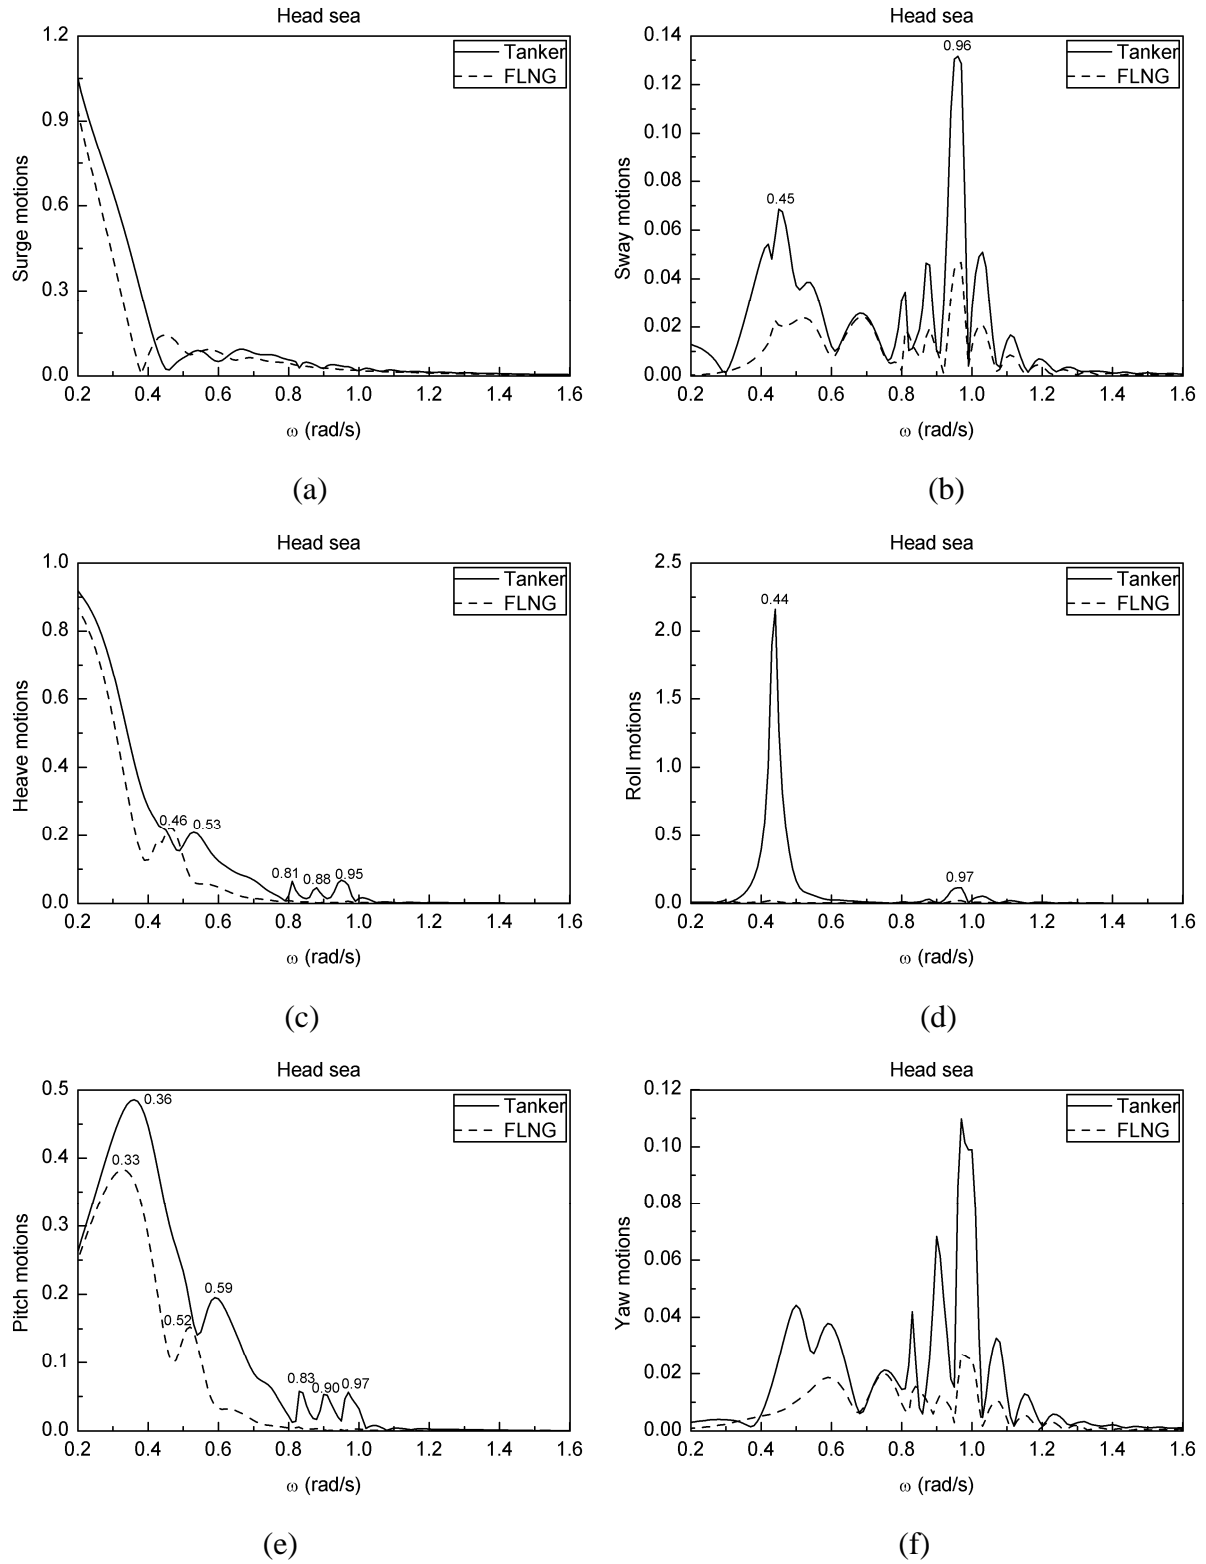 Head sea
Tanker
FLNG
Surge motions
1.2
0.9
0.6
0.3
0.0
0.2 0.4 0.6 0.8 1.0 1.2 1.4 1.6
ω (rad/s)
(a)
Head sea
Tanker
FLNG
Sway motions
0.14
0.12
0.10
0.08
0.06
0.04
0.02
0.00
0.96
0.45
0.2 0.4 0.6 0.8 1.0 1.2 1.4 1.6
ω (rad/s)
(b)
Head sea
Tanker
FLNG
Heave motions
1.0
0.8
0.6
0.4
0.2
0.0
0.46 0.53
0.81 0.88 0.95
0.2 0.4 0.6 0.8 1.0 1.2 1.4 1.6
ω (rad/s)
(c)
Head sea
Tanker
FLNG
Roll motions
2.5
2.0
1.5
1.0
0.5
0.0
0.44
0.97
0.2 0.4 0.6 0.8 1.0 1.2 1.4 1.6
ω (rad/s)
(d)
Head sea
Tanker
FLNG
Pitch motions
0.5
0.4
0.3
0.2
0.1
0.0
0.36
0.33
0.59
0.52
0.83 0.90 0.97
0.2 0.4 0.6 0.8 1.0 1.2 1.4 1.6
ω (rad/s)
(e)
Head sea
Tanker
FLNG
Yaw motions
0.12
0.10
0.08
0.06
0.04
0.02
0.00
0.2 0.4 0.6 0.8 1.0 1.2 1.4 1.6
ω (rad/s)
(f)